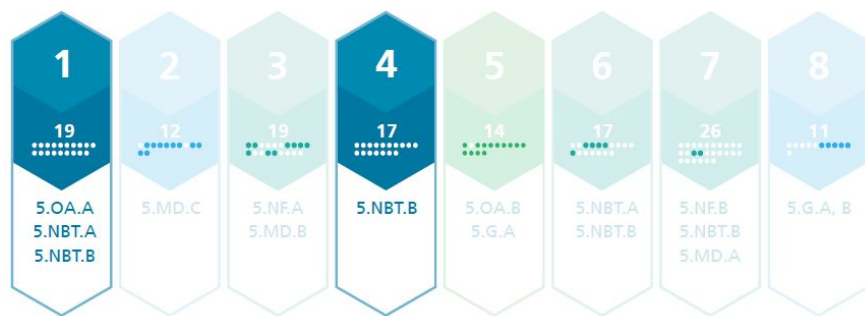 1 2 3 4 5 6 7 8
19 12 19 17 14 17 26 11
5.OA.A 5.MD.C 5.NF.A 5.NBT.B 5.OA.B 5.NBT.A 5.NF.B 5.G.A, B
5.NBT.A 5.MD.B 5.G.A 5.NBT.B 5.NBT.B
5.NBT.B 5.MD.A